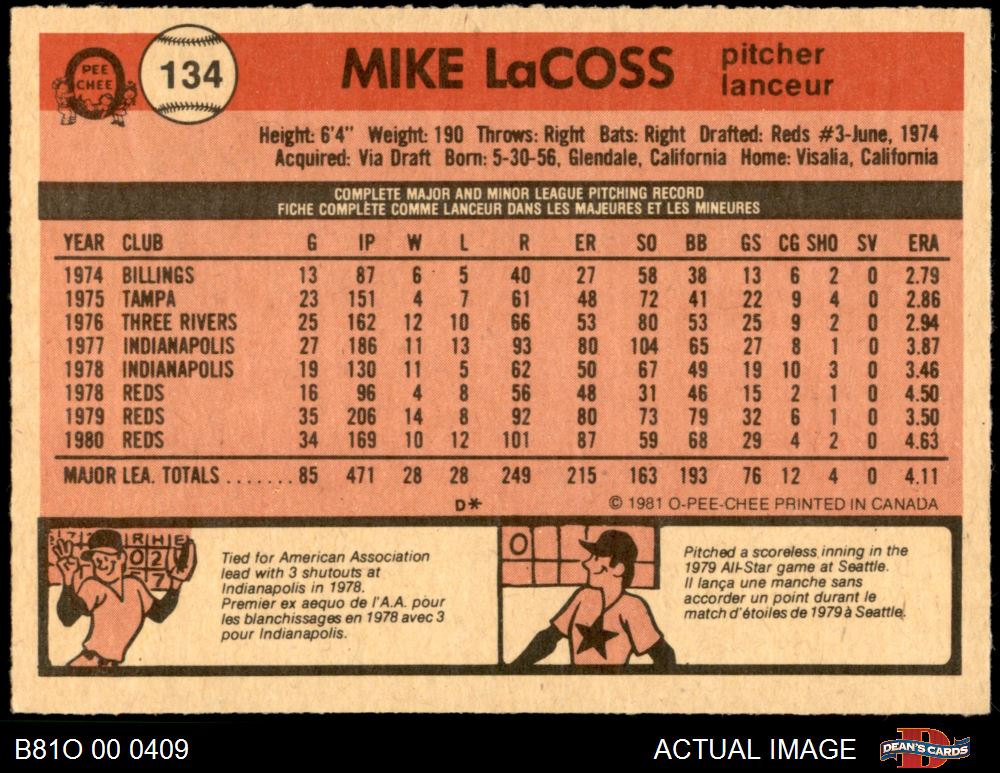 PEE
CHEE
134
MIKE LaCOSS
pitcher
lanceur
Height: 6'4" Weight: 190 Throws: Right Bats: Right Drafted: Reds #3-June, 1974
Acquired: Via Draft Born: 5-30-56, Glendale, California Home: Visalia, California
COMPLETE MAJOR AND MINOR LEAGUE PITCHING RECORD
FICHE COMPLÈTE COMME LANCEUR DANS LES MAJEURES ET LES MINEURES
YEAR CLUB G IP W L R ER SO BB GS CG SHO SV ERA
1974 BILLINGS 13 87 6 5 40 27 58 38 13 6 2 0 2.79
1975 TAMPA 23 151 4 7 61 48 72 41 22 9 4 0 2.86
1976 THREE RIVERS 25 162 12 10 66 53 80 53 25 9 2 0 2.94
1977 INDIANAPOLIS 27 186 11 13 93 80 104 65 27 8 1 0 3.87
1978 INDIANAPOLIS 19 130 11 5 62 50 67 49 19 10 3 0 3.46
1978 REDS 16 96 4 8 56 48 31 46 15 2 1 0 4.50
1979 REDS 35 206 14 8 92 80 73 79 32 6 1 0 3.50
1980 REDS 34 169 10 12 101 87 59 68 29 4 2 0 4.63
MAJOR LEA. TOTALS ....... 85 471 28 28 249 215 163 193 76 12 4 0 4.11
D* © 1981 O-PEE-CHEE PRINTED IN CANADA
RHE
02
7
Tied for American Association
lead with 3 shutouts at
Indianapolis in 1978.
Premier ex aequo de l'A.A. pour
les blanchissages en 1978 avec 3
pour Indianapolis.
0
Pitched a scoreless inning in the
1979 All-Star game at Seattle.
Il lança une manche sans
accorder un point durant le
match d'étoiles de 1979 à Seattle.
B81O 00 0409
ACTUAL IMAGE
DEAN'S CARDS